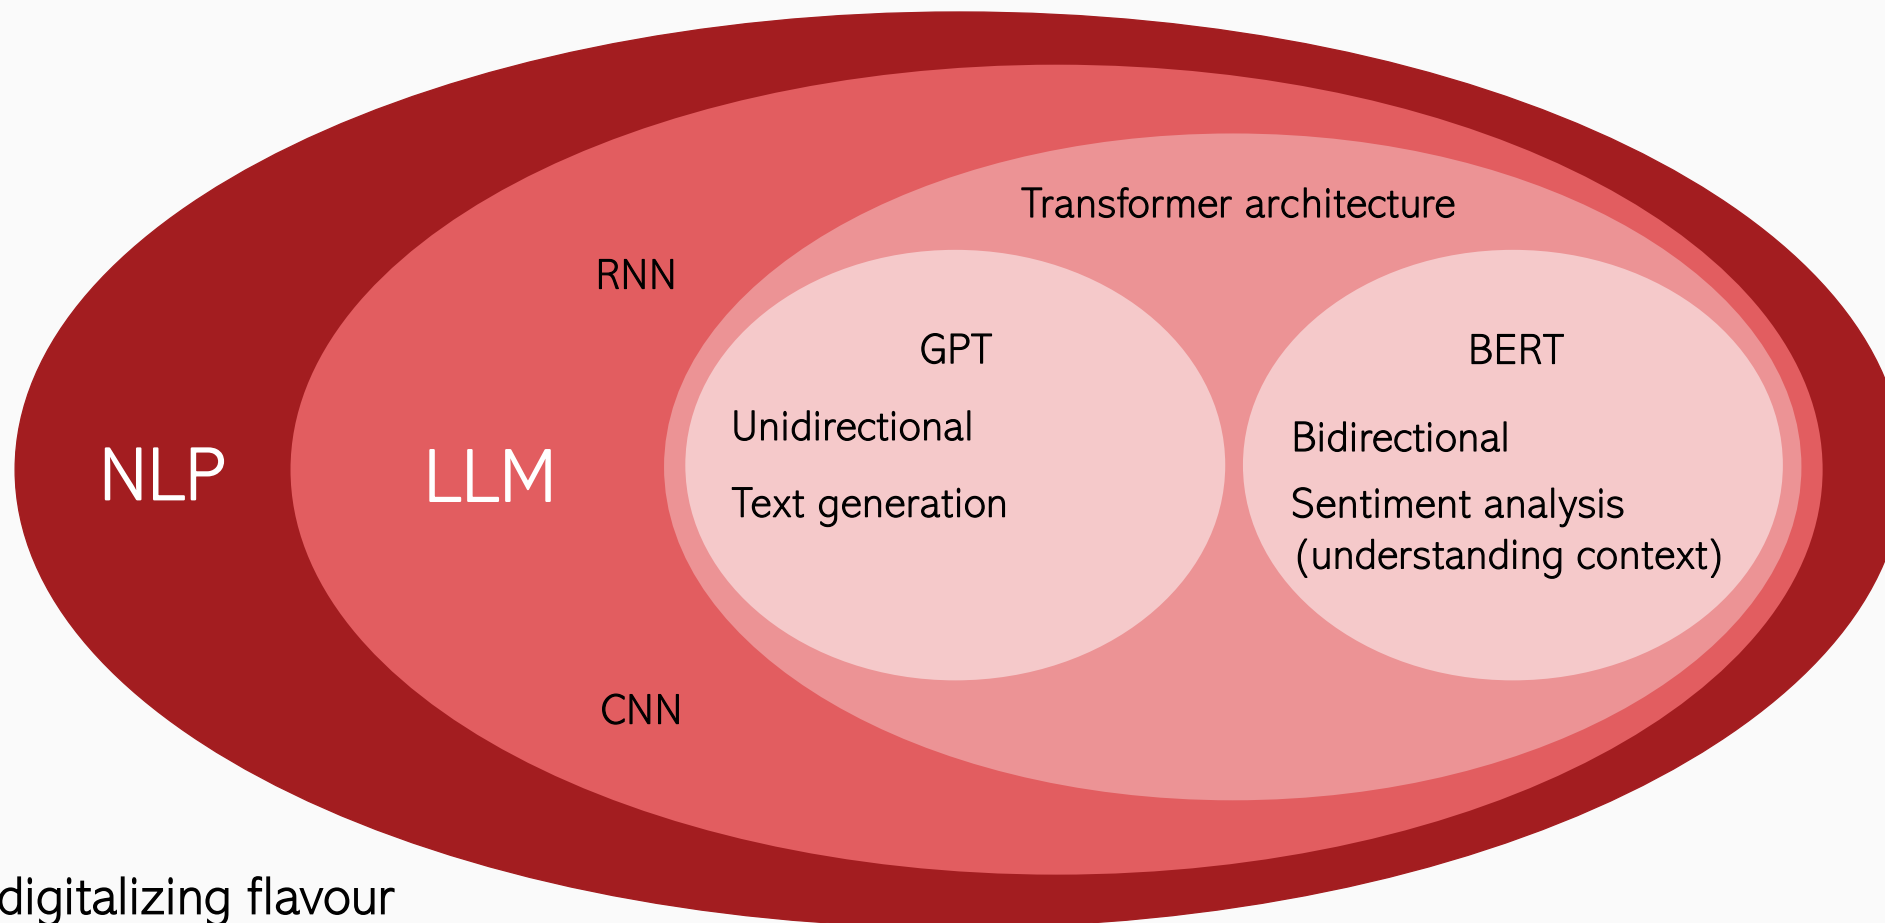 Transformer architecture
RNN
GPT
BERT
Unidirectional
Bidirectional
NLP
LLM
Text generation
Sentiment analysis
(understanding context)
CNN
digitalizing flavour